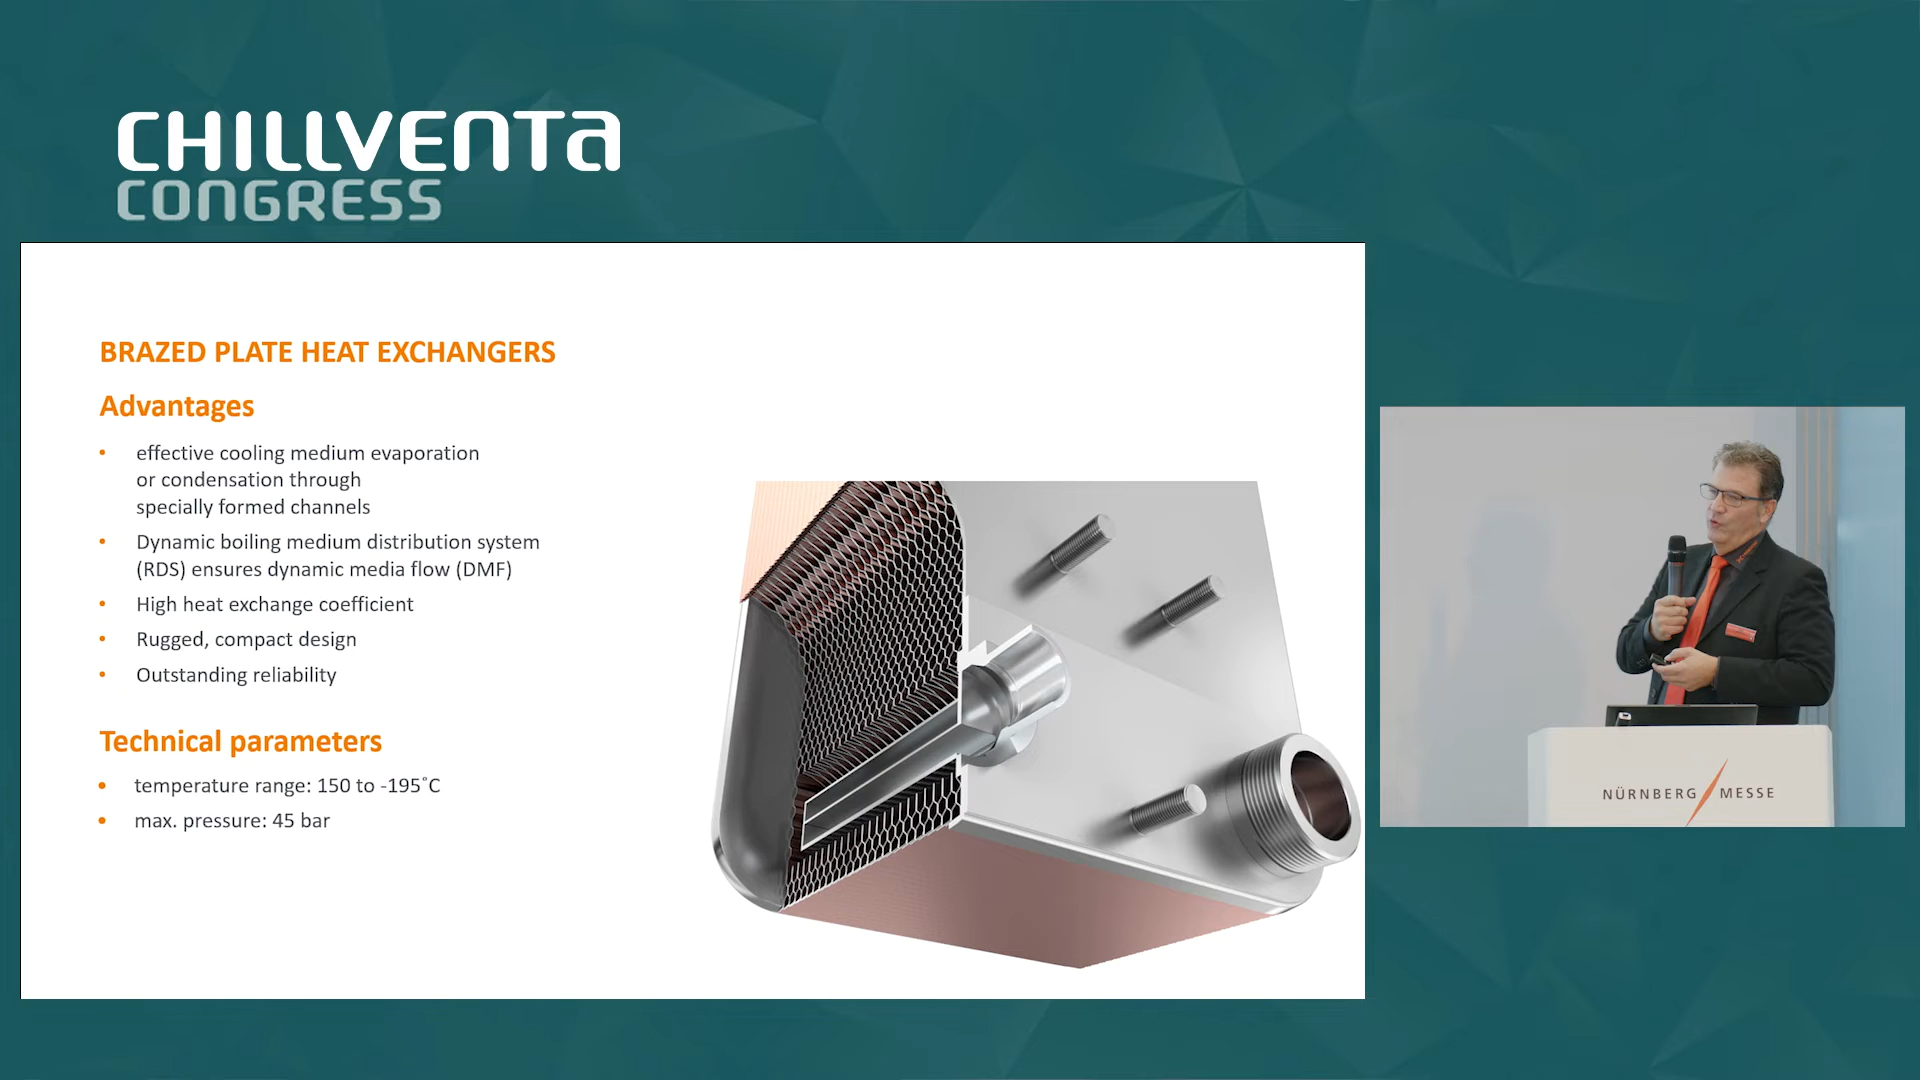 CHILLVENTA
CONGRESS
BRAZED PLATE HEAT EXCHANGERS
Advantages
• effective cooling medium evaporation
or condensation through
specially formed channels
• Dynamic boiling medium distribution system
(RDS) ensures dynamic media flow (DMF)
• High heat exchange coefficient
• Rugged, compact design
• Outstanding reliability
Technical parameters
• temperature range: 150 to -195˚C
• max. pressure: 45 bar
NÜRNBERG MESSE